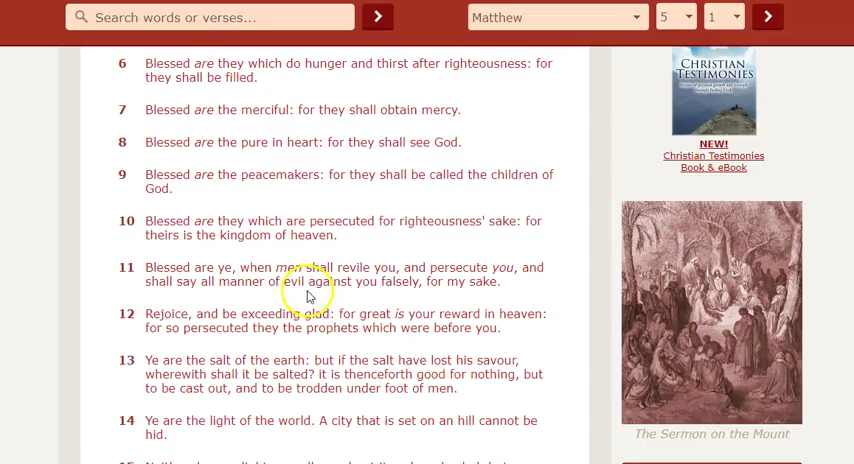 Search words or verses...
Matthew
5
1
6 Blessed are they which do hunger and thirst after righteousness: for
they shall be filled.
7 Blessed are the merciful: for they shall obtain mercy.
8 Blessed are the pure in heart: for they shall see God.
9 Blessed are the peacemakers: for they shall be called the children of
God.
10 Blessed are they which are persecuted for righteousness' sake: for
theirs is the kingdom of heaven.
11 Blessed are ye, when men shall revile you, and persecute you, and
shall say all manner of evil against you falsely, for my sake.
12 Rejoice, and be exceeding glad: for great is your reward in heaven:
for so persecuted they the prophets which were before you.
13 Ye are the salt of the earth: but if the salt have lost his savour,
wherewith shall it be salted? it is thenceforth good for nothing, but
to be cast out, and to be trodden under foot of men.
14 Ye are the light of the world. A city that is set on an hill cannot be
hid.
CHRISTIAN
TESTIMONIES
NEW!
Christian Testimonies
Book & eBook
The Sermon on the Mount